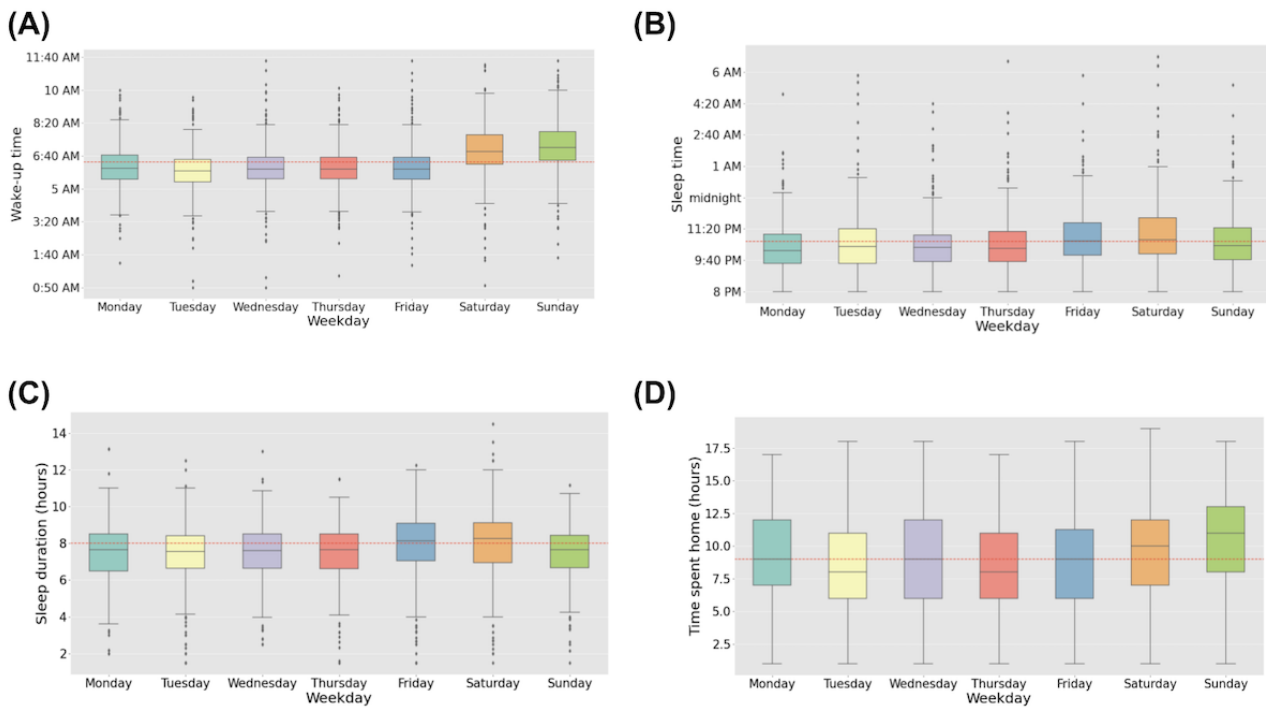 (A)
Wake-up time
11:40 AM
10 AM
8:20 AM
6:40 AM
5 AM
3:20 AM
1:40 AM
0:50 AM
Monday Tuesday Wednesday Thursday Friday Saturday Sunday
Weekday
(B)
Sleep time
6 AM
4:20 AM
2:40 AM
1 AM
midnight
11:20 PM
9:40 PM
8 PM
Monday Tuesday Wednesday Thursday Friday Saturday Sunday
Weekday
(C)
Sleep duration (hours)
14
12
10
8
6
4
2
Monday Tuesday Wednesday Thursday Friday Saturday Sunday
Weekday
(D)
Time spent home (hours)
17.5
15.0
12.5
10.0
7.5
5.0
2.5
Monday Tuesday Wednesday Thursday Friday Saturday Sunday
Weekday